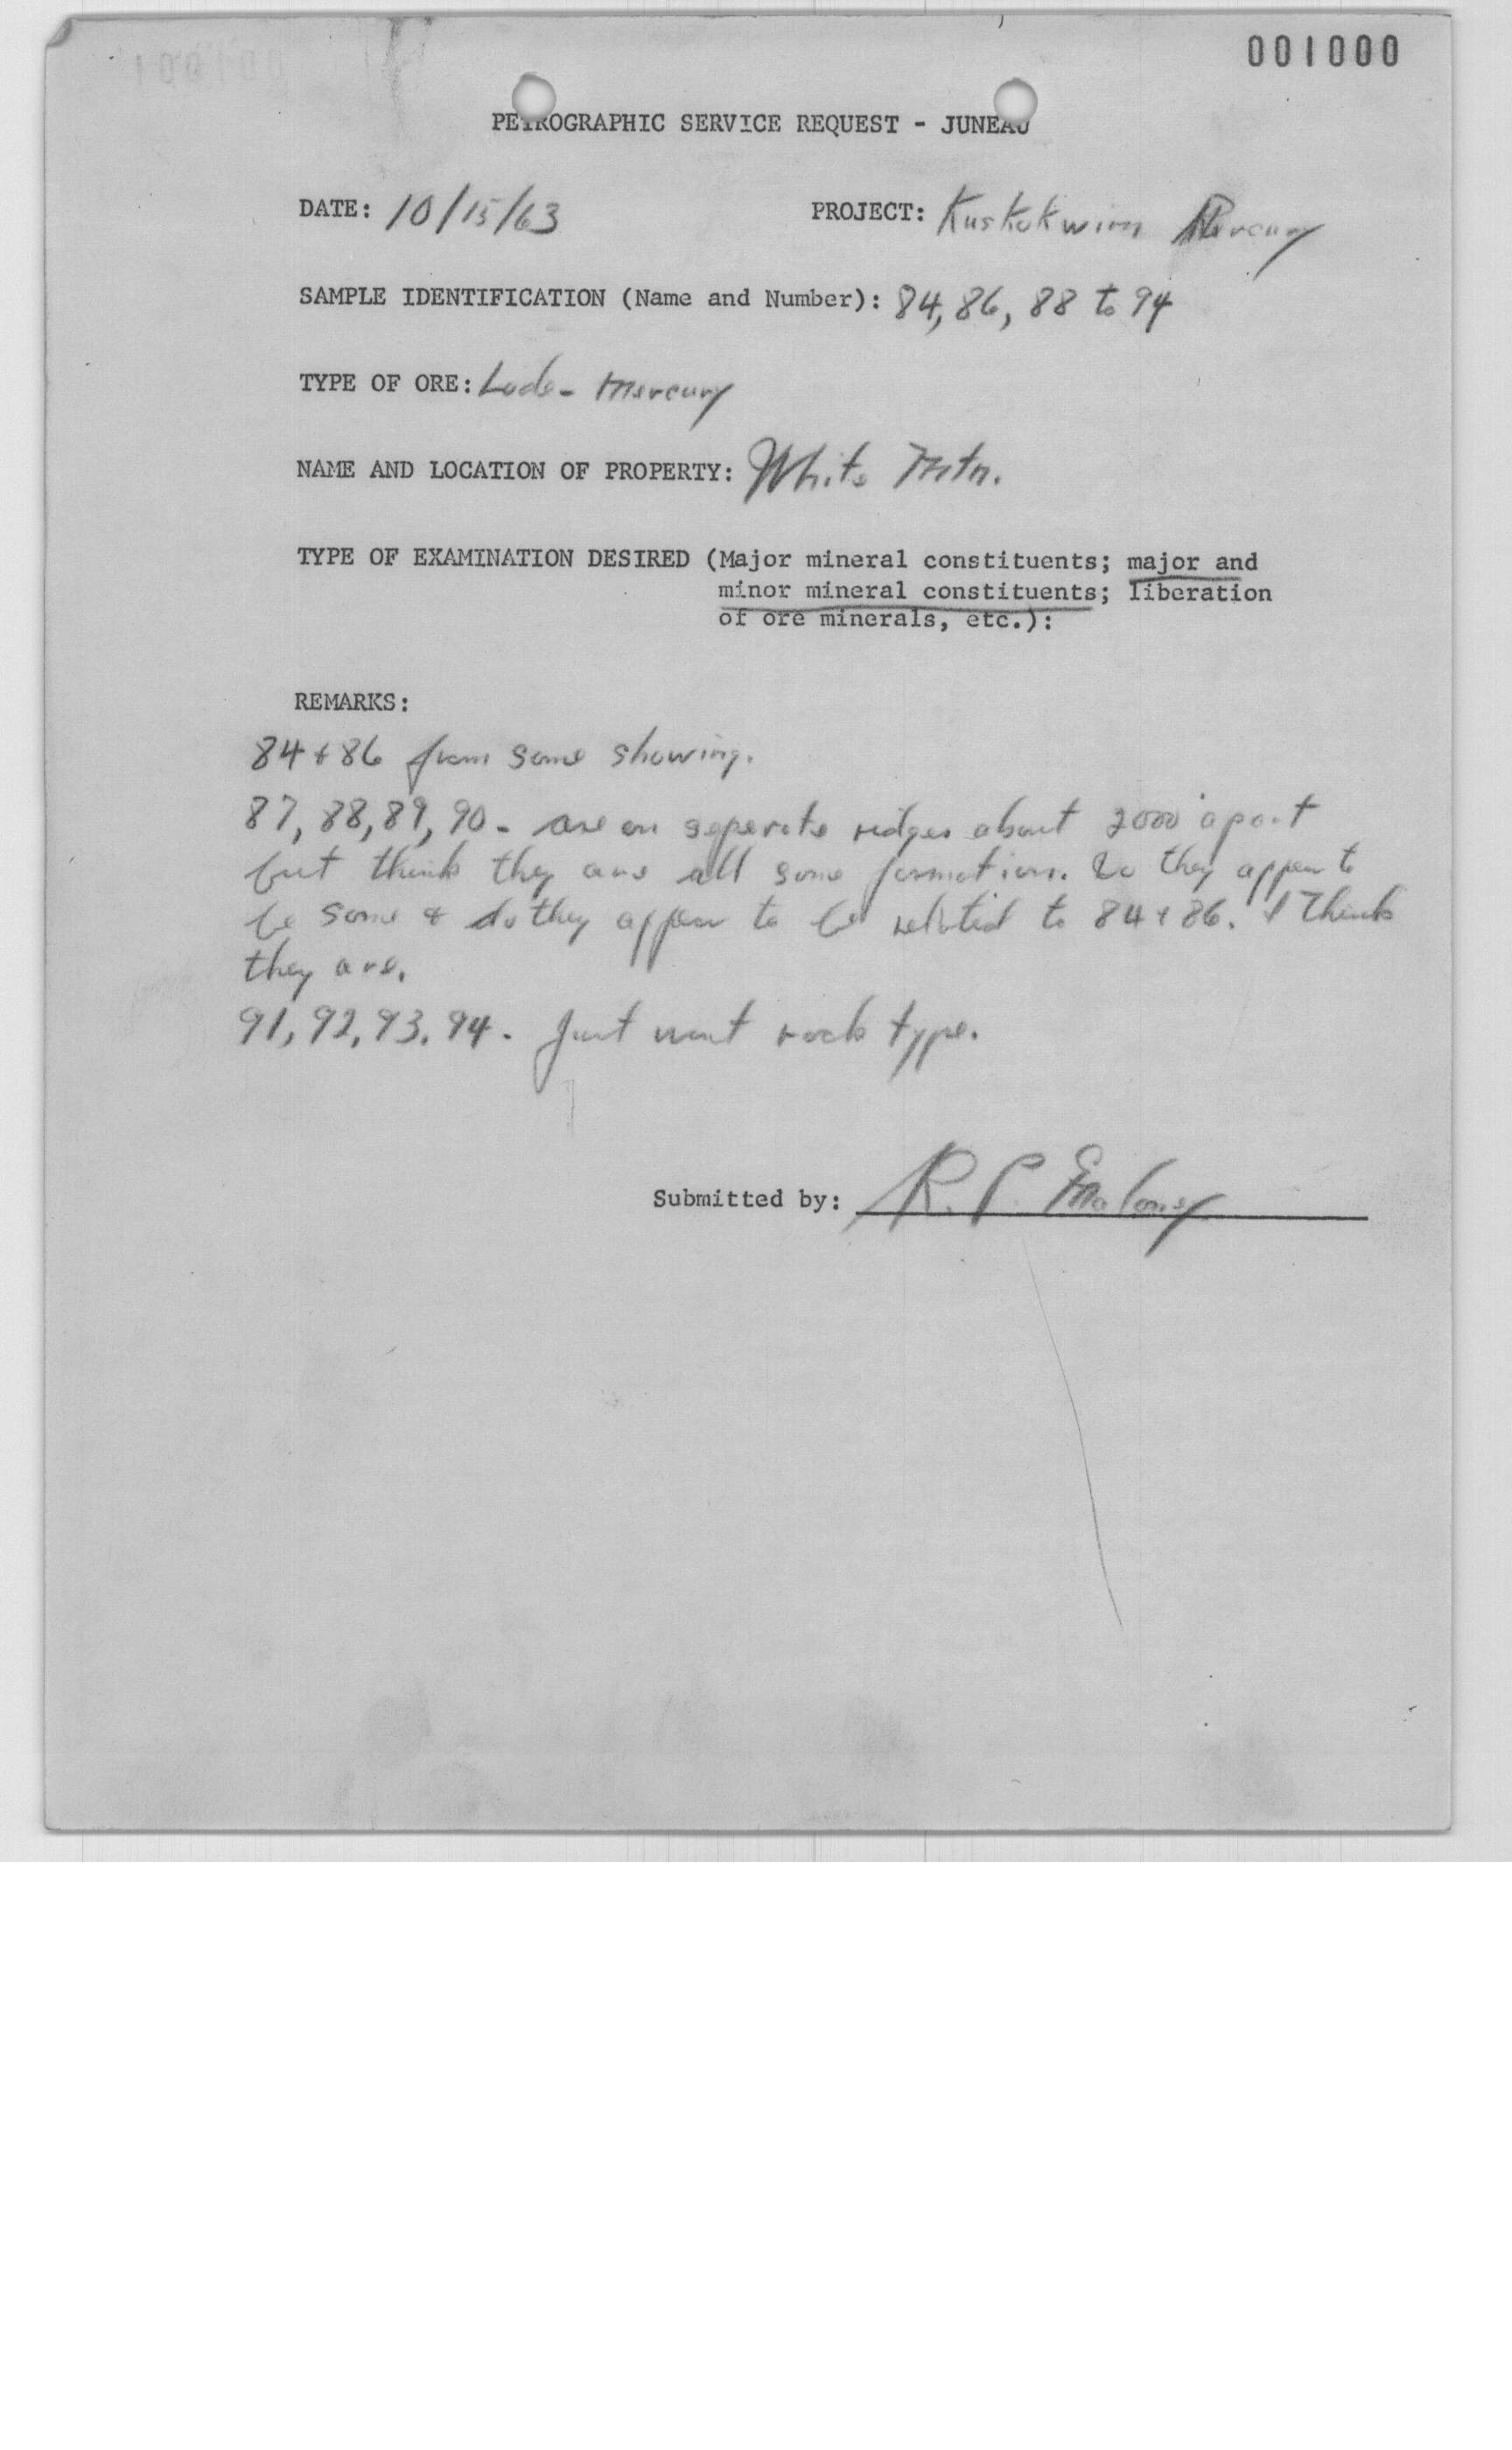 001000
PETROGRAPHIC SERVICE REQUEST - JUNEAU
DATE: 10/15/63 PROJECT: Kuskokwim Mercury
SAMPLE IDENTIFICATION (Name and Number): 84, 86, 88 to 94
TYPE OF ORE: Lode - Mercury
NAME AND LOCATION OF PROPERTY: White Mtn.
TYPE OF EXAMINATION DESIRED (Major mineral constituents; major and
minor mineral constituents; liberation
of ore minerals, etc.):
REMARKS:
84 + 86 from same showing.
87, 88, 89, 90 - are on seperate ridges about 2000' apart
but think they are all same formation. Do they appear to
be same & do they appear to be related to 84 + 86. I think
they are.
91, 92, 93, 94 - Just want rock type.
Submitted by: R. P. Maloney